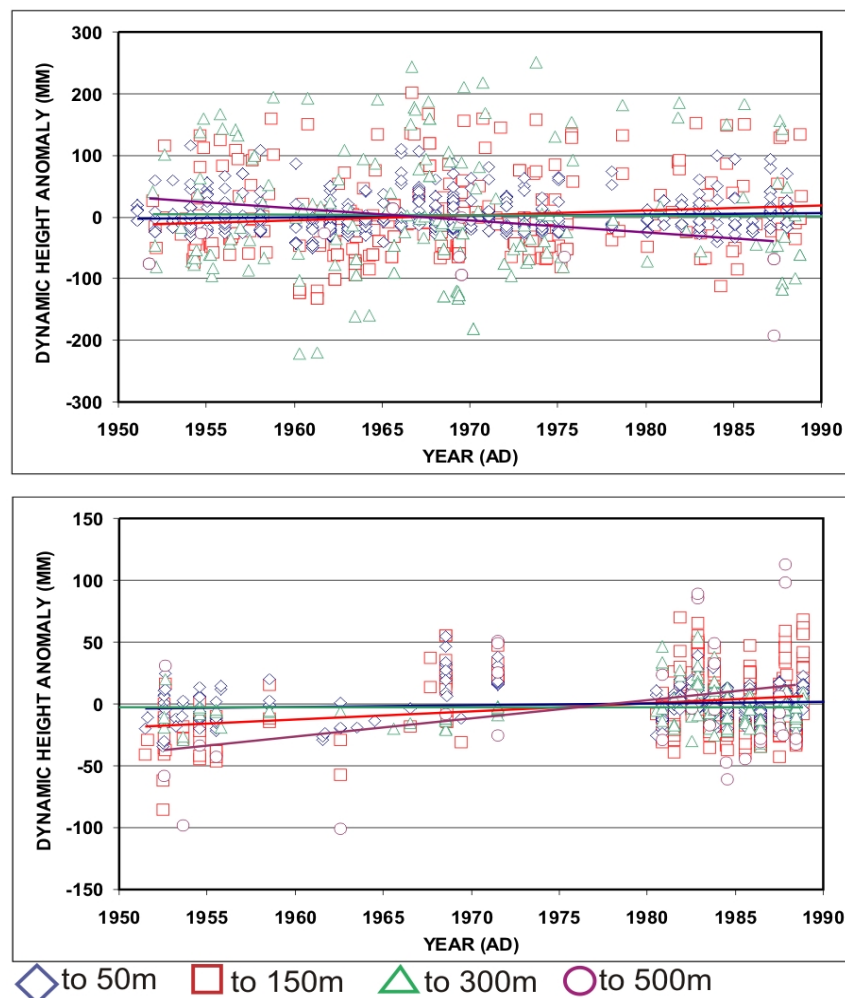 300
200
100
0
-100
-200
-300
DYNAMIC HEIGHT ANOMALY (MM)
1950 1955 1960 1965 1970 1975 1980 1985 1990
YEAR (AD)
150
100
50
0
-50
-100
-150
DYNAMIC HEIGHT ANOMALY (MM)
1950 1955 1960 1965 1970 1975 1980 1985 1990
YEAR (AD)
to 50m to 150m to 300m to 500m